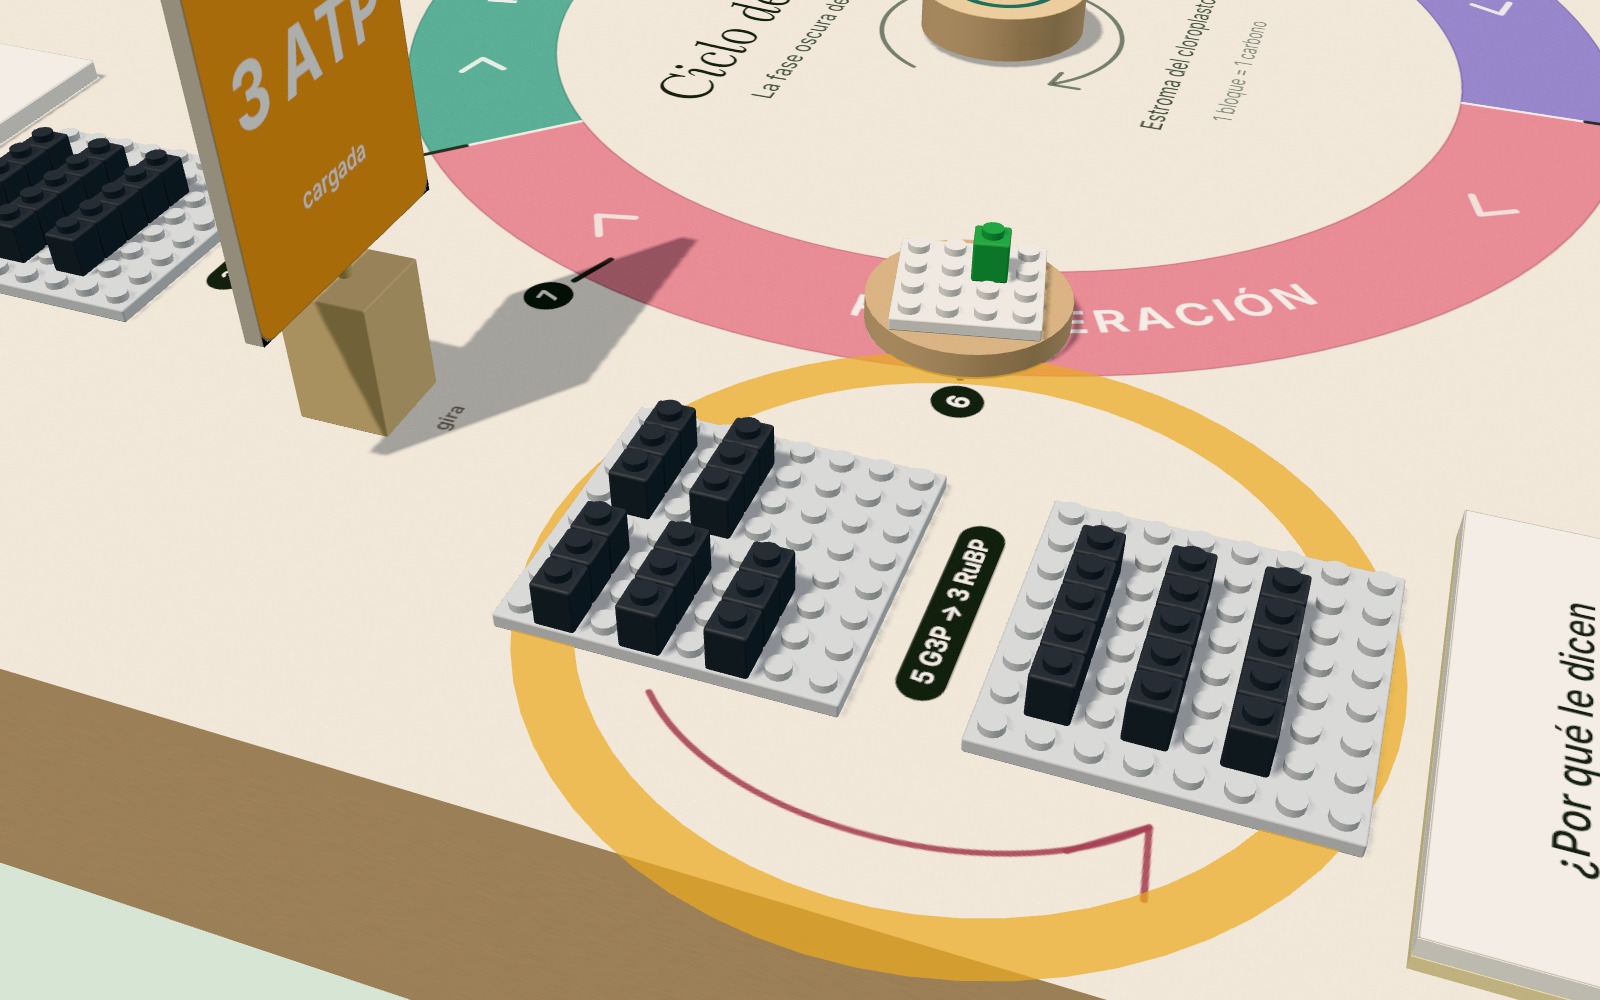 3 ATP
cargada
Ciclo de
La fase oscura de
Estroma del cloroplasto
1 bloque = 1 carbono
7
6
gira
5 G3P → 3 RuBP
¿Por qué le dicen